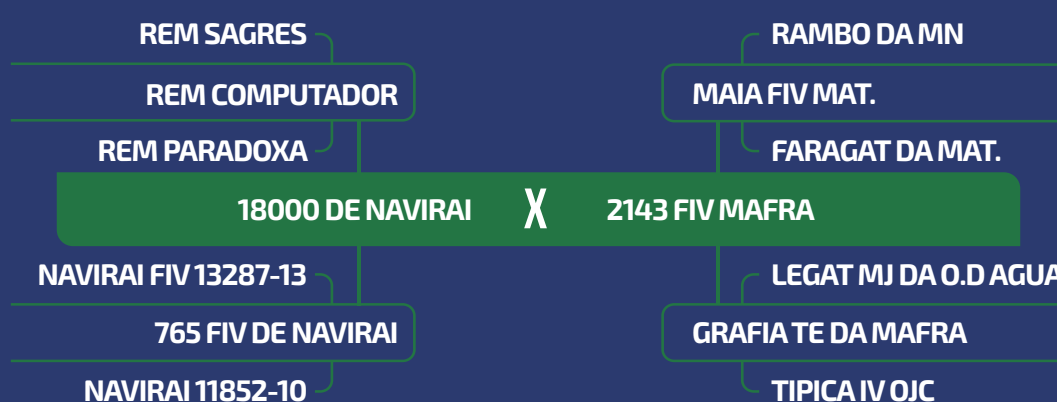 REM SAGRES
RAMBO DA MN
REM COMPUTADOR
MAIA FIV MAT.
REM PARADOXA
FARAGAT DA MAT.
18000 DE NAVIRAI X 2143 FIV MAFRA
NAVIRAI FIV 13287-13
LEGAT MJ DA O.D AGUA
765 FIV DE NAVIRAI
GRAFIA TE DA MAFRA
NAVIRAI 11852-10
TIPICA IV OJC